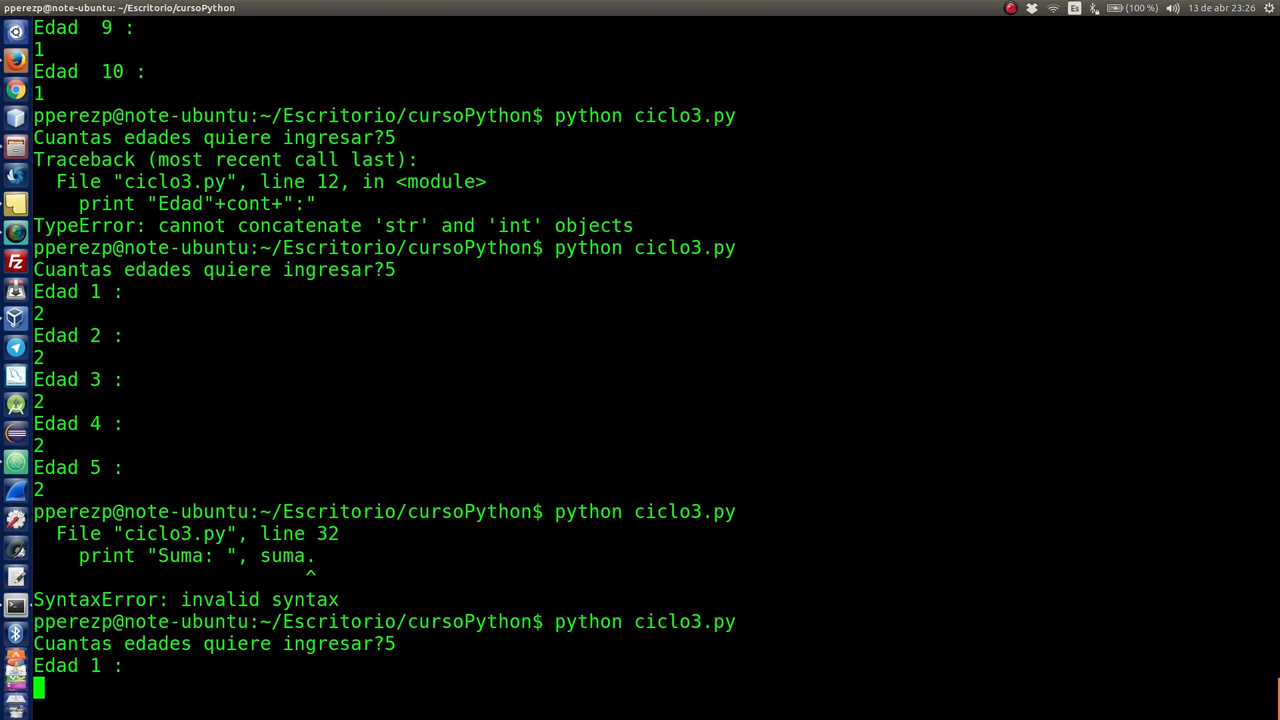 pperezp@note-ubuntu: ~/Escritorio/cursoPython
Es
(100 %)
13 de abr 23:26
Edad  9 :
1
Edad  10 :
1
pperezp@note-ubuntu:~/Escritorio/cursoPython$ python ciclo3.py
Cuantas edades quiere ingresar?5
Traceback (most recent call last):
  File "ciclo3.py", line 12, in <module>
    print "Edad"+cont+":"
TypeError: cannot concatenate 'str' and 'int' objects
pperezp@note-ubuntu:~/Escritorio/cursoPython$ python ciclo3.py
Cuantas edades quiere ingresar?5
Edad 1 :
2
Edad 2 :
2
Edad 3 :
2
Edad 4 :
2
Edad 5 :
2
pperezp@note-ubuntu:~/Escritorio/cursoPython$ python ciclo3.py
  File "ciclo3.py", line 32
    print "Suma: ", suma.
                        ^
SyntaxError: invalid syntax
pperezp@note-ubuntu:~/Escritorio/cursoPython$ python ciclo3.py
Cuantas edades quiere ingresar?5
Edad 1 :